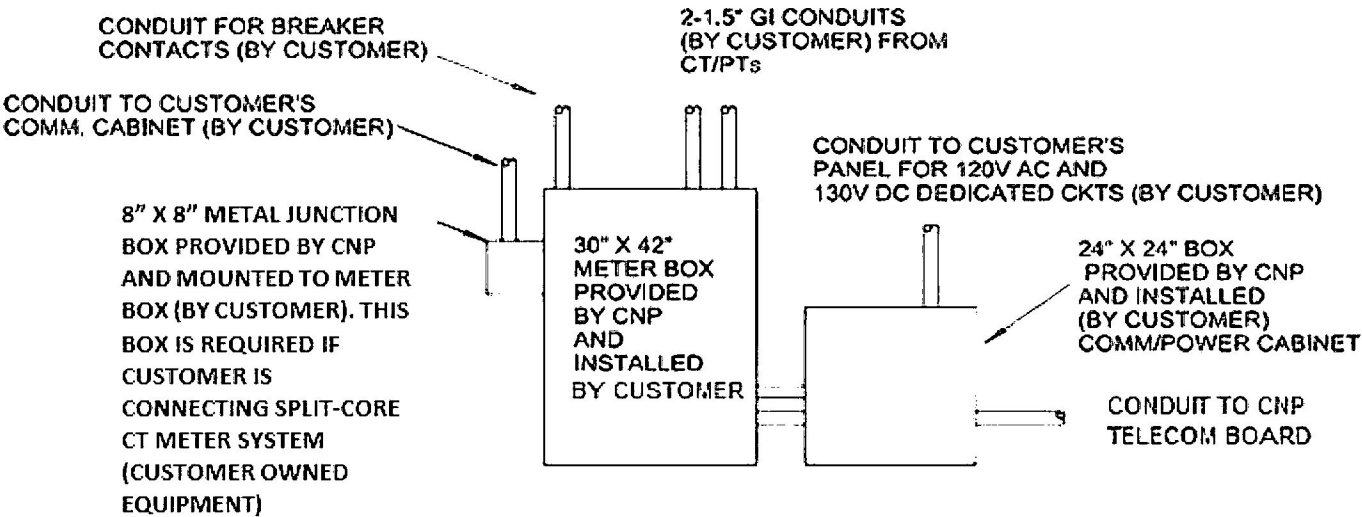 CONDUIT FOR BREAKER
CONTACTS (BY CUSTOMER)
2-1.5" GI CONDUITS
(BY CUSTOMER) FROM
CT/PTs
CONDUIT TO CUSTOMER'S
COMM. CABINET (BY CUSTOMER)
CONDUIT TO CUSTOMER'S
PANEL FOR 120V AC AND
130V DC DEDICATED CKTS (BY CUSTOMER)
8" X 8" METAL JUNCTION
BOX PROVIDED BY CNP
AND MOUNTED TO METER
BOX (BY CUSTOMER). THIS
BOX IS REQUIRED IF
CUSTOMER IS
CONNECTING SPLIT-CORE
CT METER SYSTEM
(CUSTOMER OWNED
EQUIPMENT)
30" X 42"
METER BOX
PROVIDED
BY CNP
AND
INSTALLED
BY CUSTOMER
24" X 24" BOX
PROVIDED BY CNP
AND INSTALLED
(BY CUSTOMER)
COMM/POWER CABINET
CONDUIT TO CNP
TELECOM BOARD